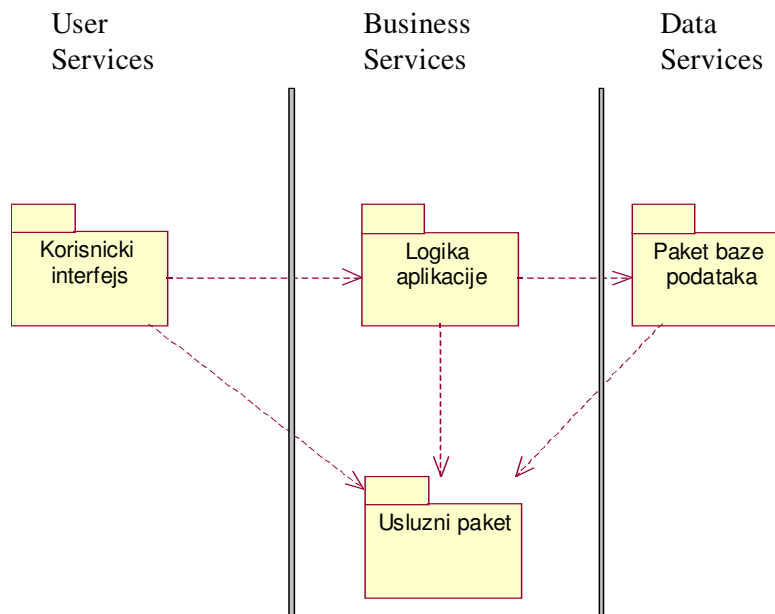 User
Services
Business
Services
Data
Services
Korisnicki
interfejs
Logika
aplikacije
Paket baze
podataka
Usluzni paket